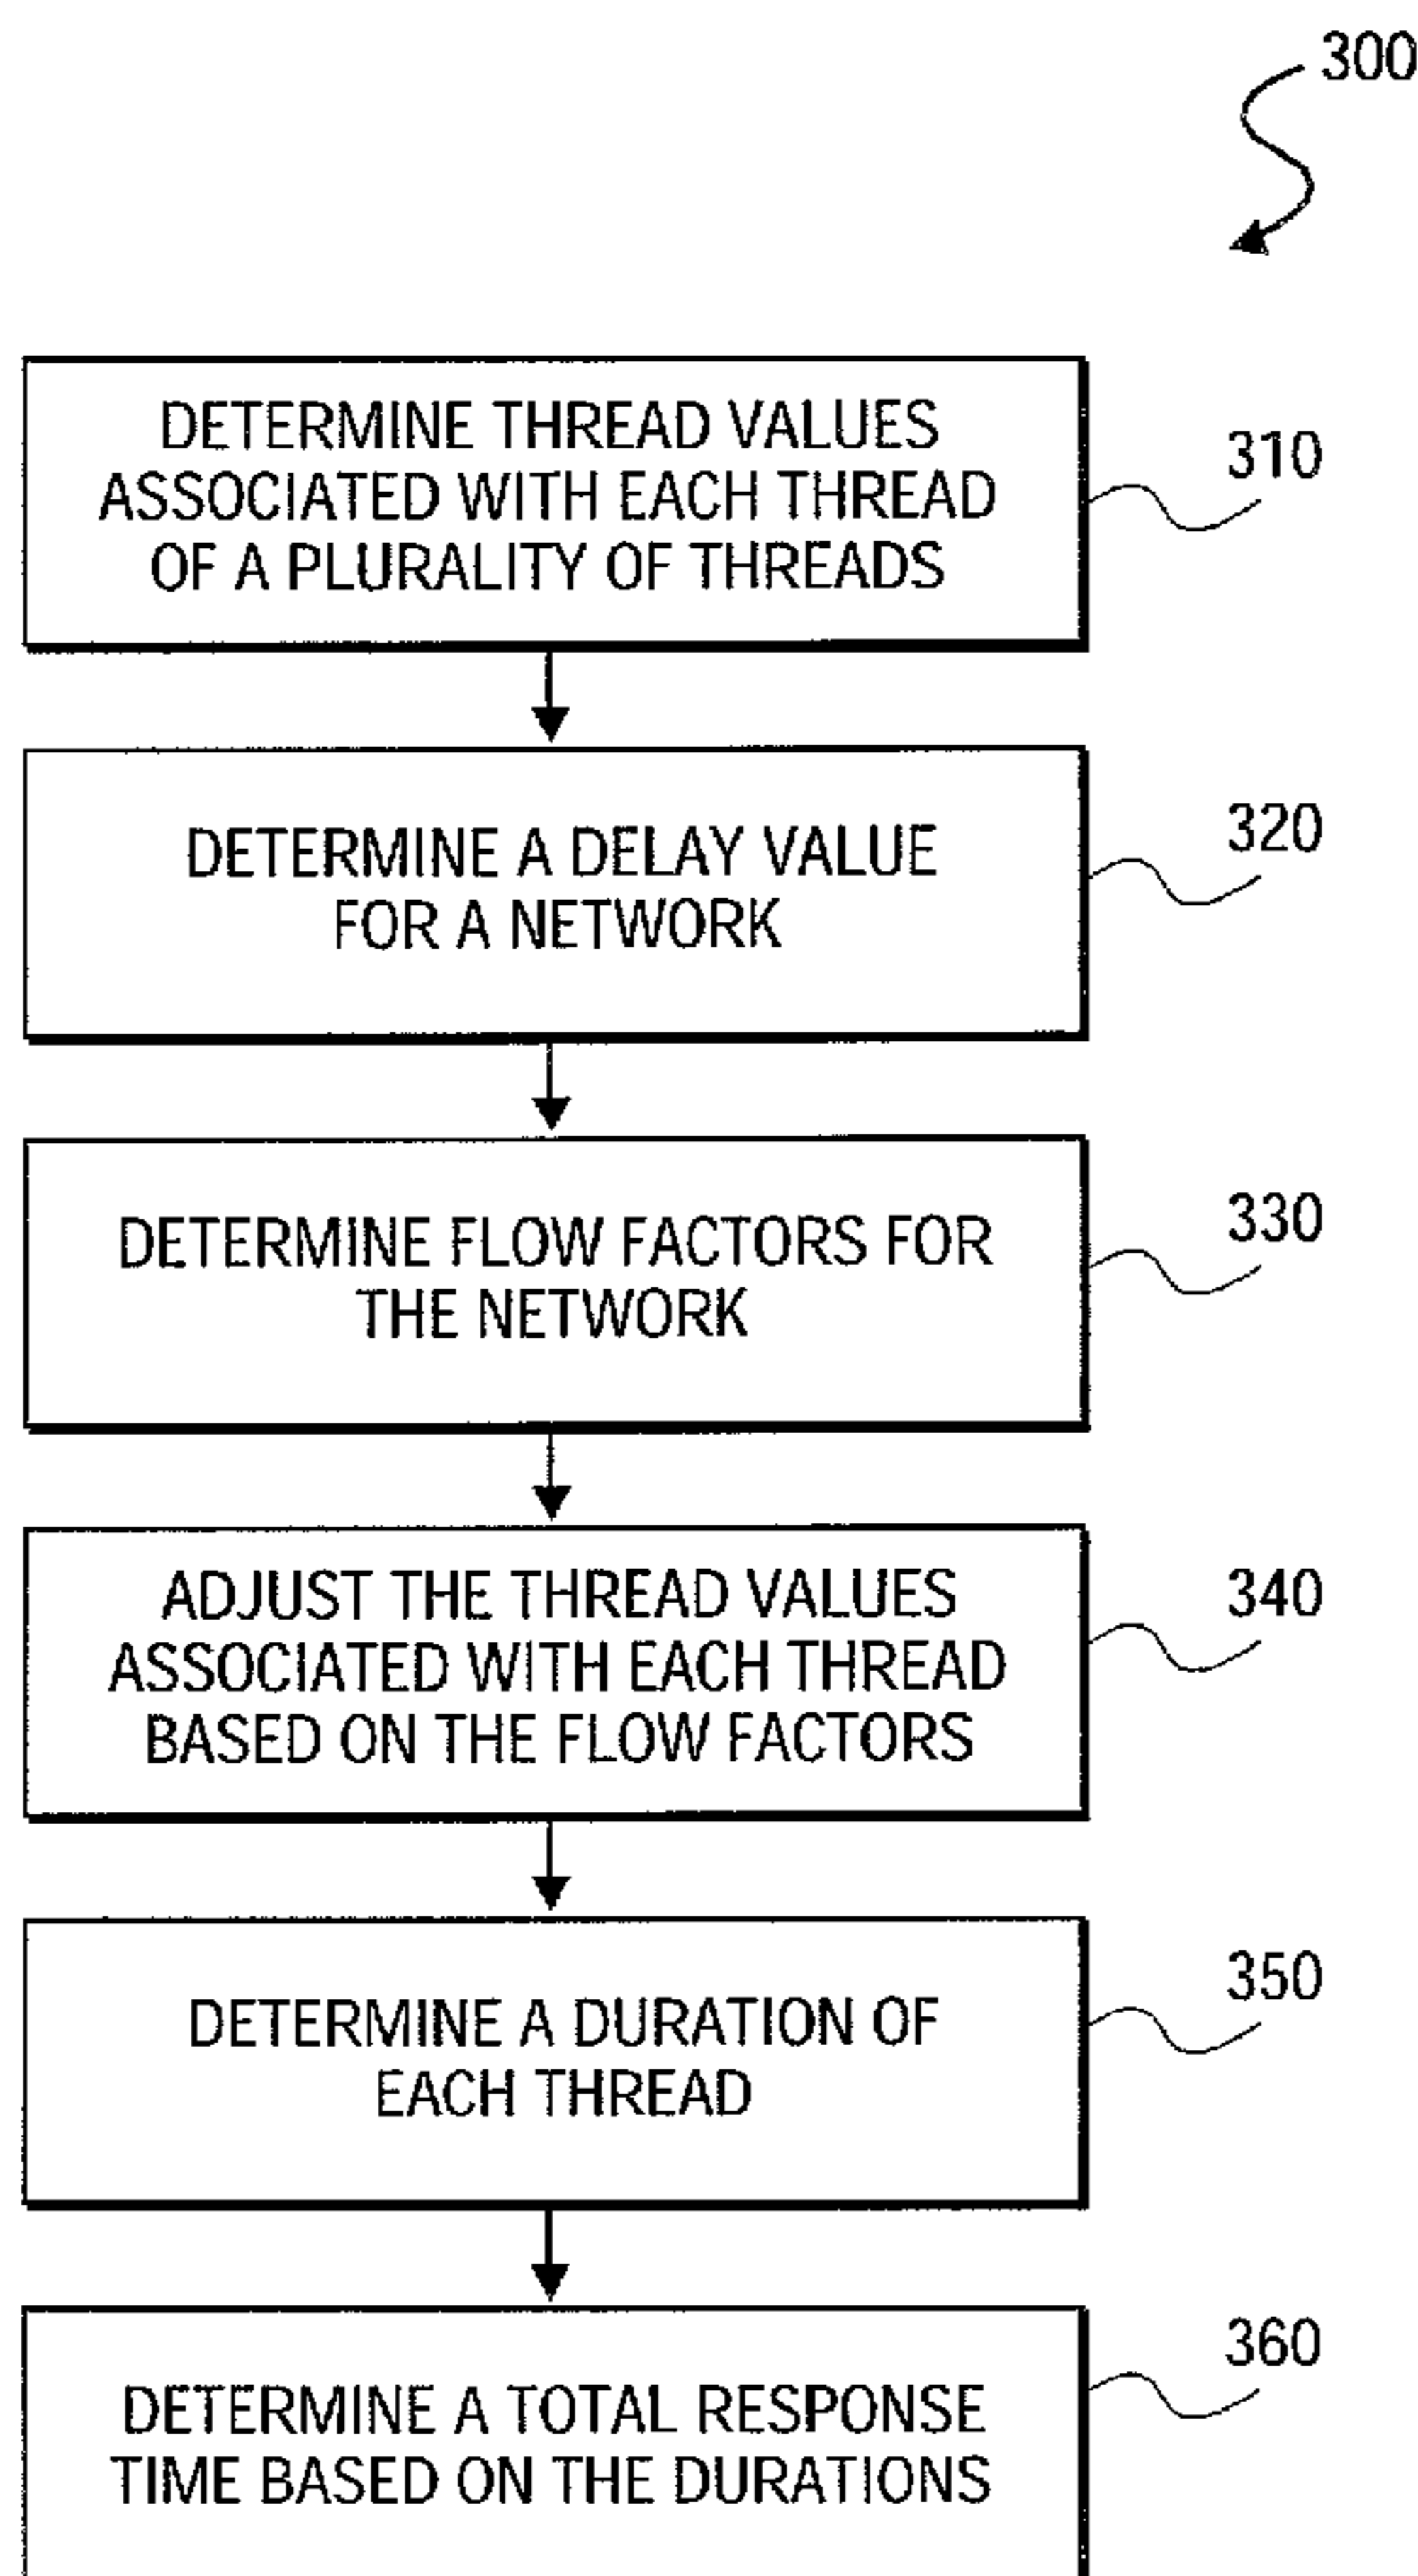 300
DETERMINE THREAD VALUES
ASSOCIATED WITH EACH THREAD
OF A PLURALITY OF THREADS
310
DETERMINE A DELAY VALUE
FOR A NETWORK
320
DETERMINE FLOW FACTORS FOR
THE NETWORK
330
ADJUST THE THREAD VALUES
ASSOCIATED WITH EACH THREAD
BASED ON THE FLOW FACTORS
340
DETERMINE A DURATION OF
EACH THREAD
350
DETERMINE A TOTAL RESPONSE
TIME BASED ON THE DURATIONS
360